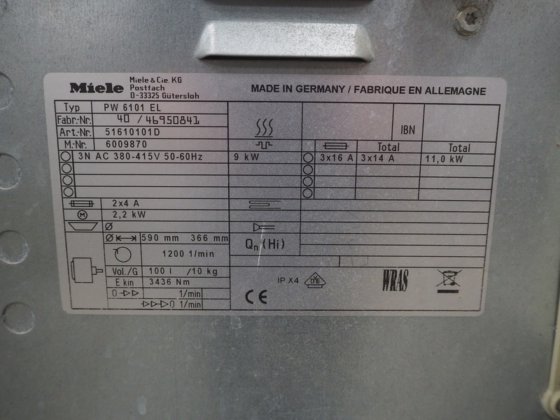 Miele
Miele & Cie. KG
Postfach
D-33325 Gütersloh
MADE IN GERMANY / FABRIQUE EN ALLEMAGNE
Typ PW 6101 EL
Fabr.-Nr. 40 / 46950841
Art.-Nr. 51610101D
M.-Nr. 6009870
IBN
Total Total
3N AC 380-415V 50-60Hz 9 kW 3x16 A 3x14 A 11,0 kW
2x4 A
M 2,2 kW
Ø
Ø 590 mm 366 mm
1200 1/min
Vol./G 100 l /10 kg
E kin 3436 Nm
0 1/min
0 1/min
Qn (Hi)
IP X4
CE
WRAS